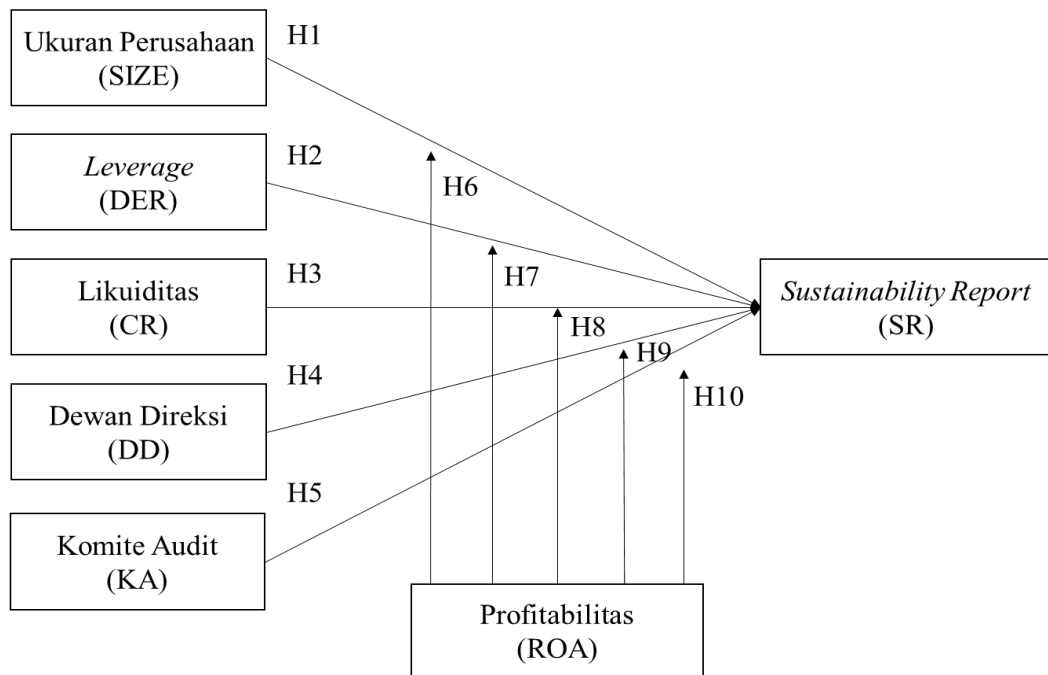 Ukuran Perusahaan
(SIZE)
H1
Leverage
(DER)
H2
H6
Likuiditas
(CR)
H3
H7
Sustainability Report
(SR)
H8
H9
Dewan Direksi
(DD)
H4
H10
Komite Audit
(KA)
H5
Profitabilitas
(ROA)